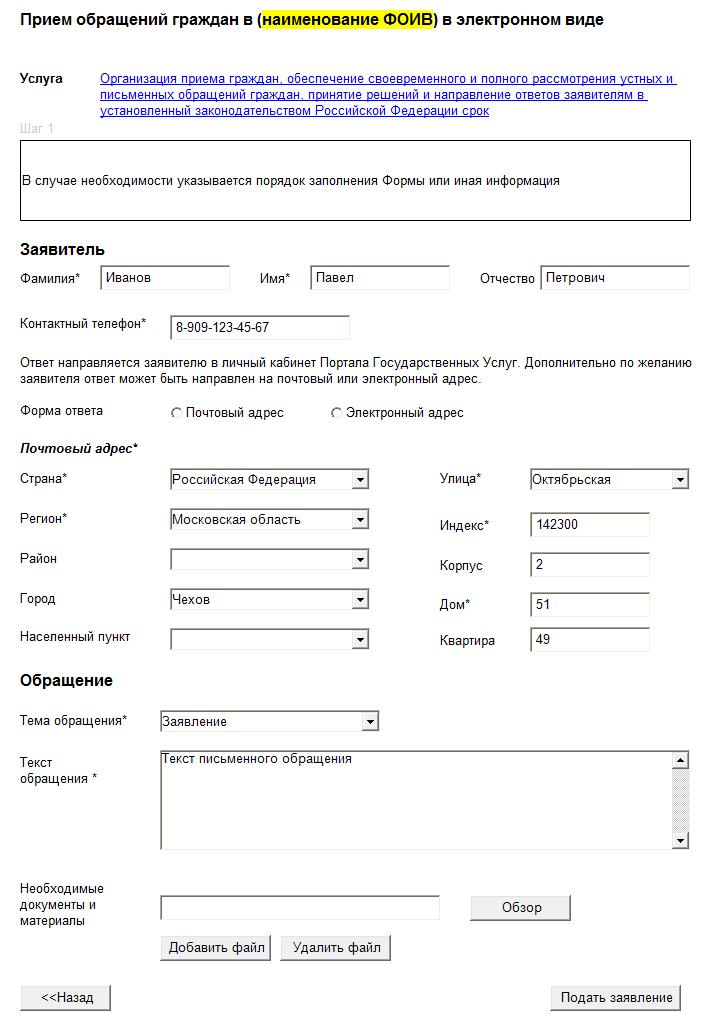 Прием обращений граждан в (наименование ФОИВ) в электронном виде
Услуга Организация приема граждан, обеспечение своевременного и полного рассмотрения устных и
письменных обращений граждан, принятие решений и направление ответов заявителям в
установленный законодательством Российской Федерации срок
Шаг 1
В случае необходимости указывается порядок заполнения Формы или иная информация
Заявитель
Фамилия* Иванов Имя* Павел Отчество Петрович
Контактный телефон* 8-909-123-45-67
Ответ направляется заявителю в личный кабинет Портала Государственных Услуг. Дополнительно по желанию
заявителя ответ может быть направлен на почтовый или электронный адрес.
Форма ответа Почтовый адрес Электронный адрес
Почтовый адрес*
Страна* Российская Федерация Улица* Октябрьская
Регион* Московская область Индекс* 142300
Район Корпус 2
Город Чехов Дом* 51
Населенный пункт Квартира 49
Обращение
Тема обращения* Заявление
Текст
обращения * Текст письменного обращения
Необходимые
документы и
материалы Обзор
Добавить файл Удалить файл
<<Назад Подать заявление